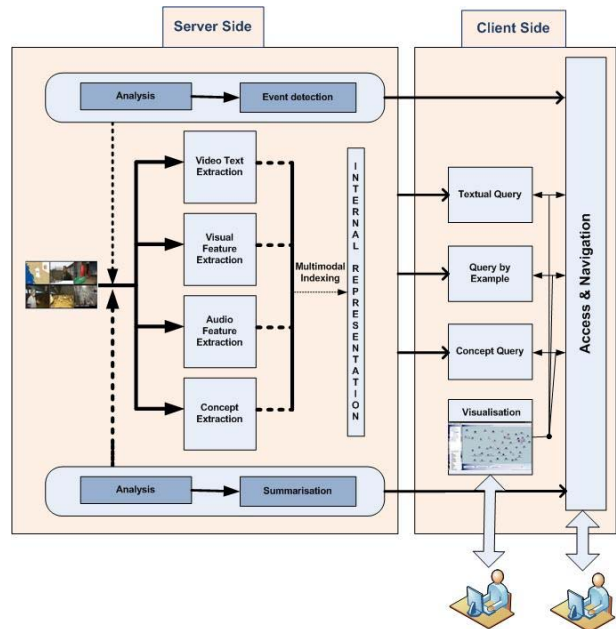 Server Side
Client Side
Analysis
Event detection
Video Text
Extraction
Visual
Feature
Extraction
Audio
Feature
Extraction
Concept
Extraction
Multimodal
Indexing
INTERNAL REPRESENTATION
Analysis
Summarisation
Textual Query
Query by
Example
Concept Query
Visualisation
Access & Navigation